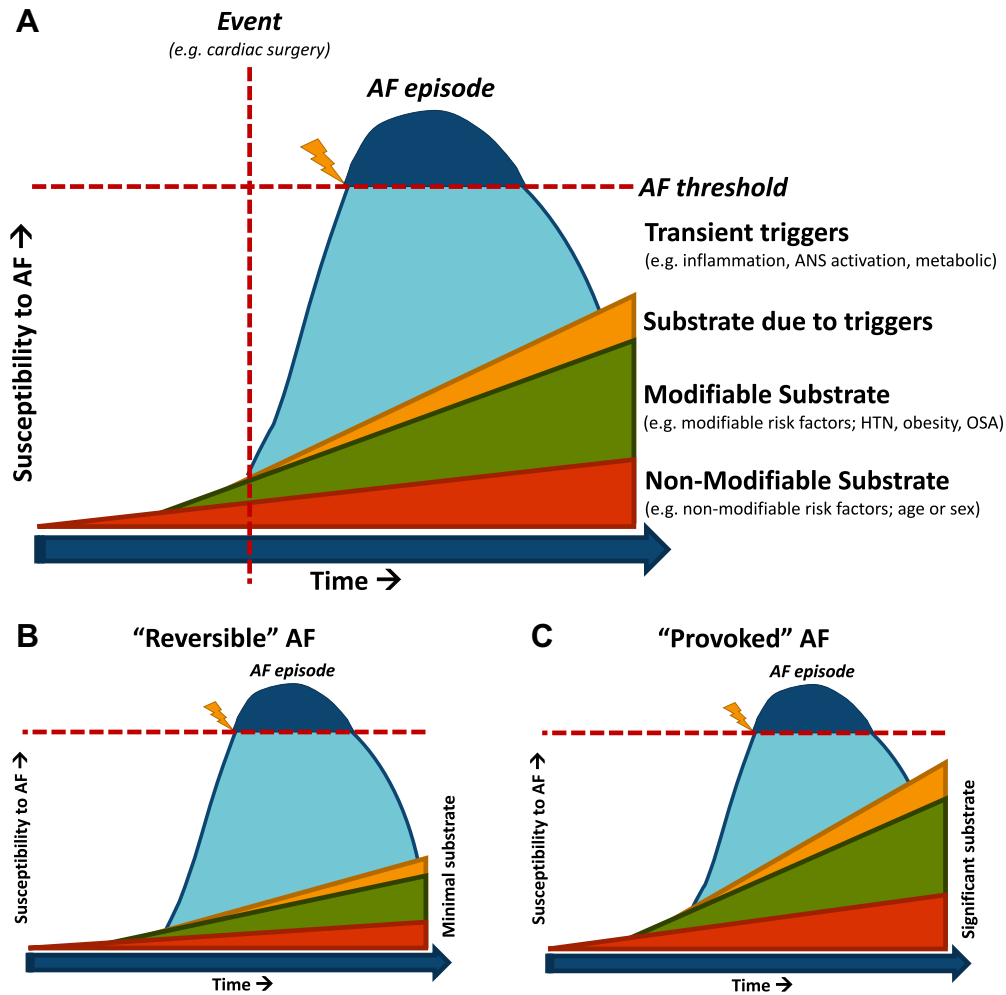 A
Event
(e.g. cardiac surgery)
AF episode
AF threshold
Transient triggers
(e.g. inflammation, ANS activation, metabolic)
Substrate due to triggers
Modifiable Substrate
(e.g. modifiable risk factors; HTN, obesity, OSA)
Non-Modifiable Substrate
(e.g. non-modifiable risk factors; age or sex)
Susceptibility to AF →
Time →
B
“Reversible” AF
AF episode
Susceptibility to AF →
Minimal substrate
Time →
C
“Provoked” AF
AF episode
Susceptibility to AF →
Significant substrate
Time →